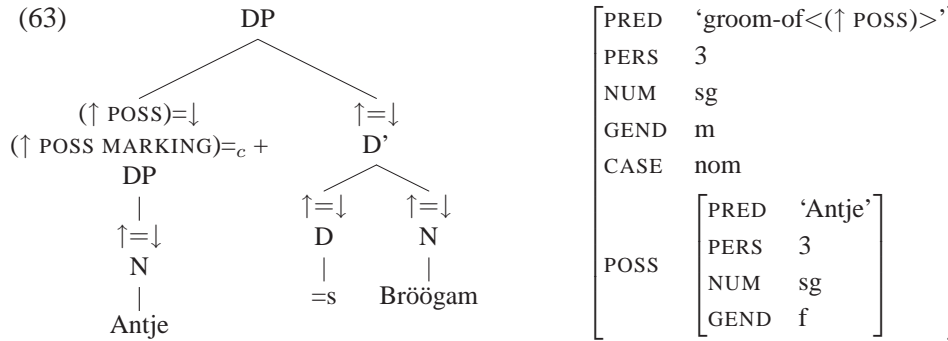 (63)
DP
(↑ POSS)=↓
↑=↓
(↑ POSS MARKING)=c +
D’
DP
↑=↓
↑=↓
↑=↓
D
N
N
=s
Bröögam
Antje
PRED ‘groom-of<(↑ POSS)>’
PERS 3
NUM sg
GEND m
CASE nom
POSS
PRED ‘Antje’
PERS 3
NUM sg
GEND f